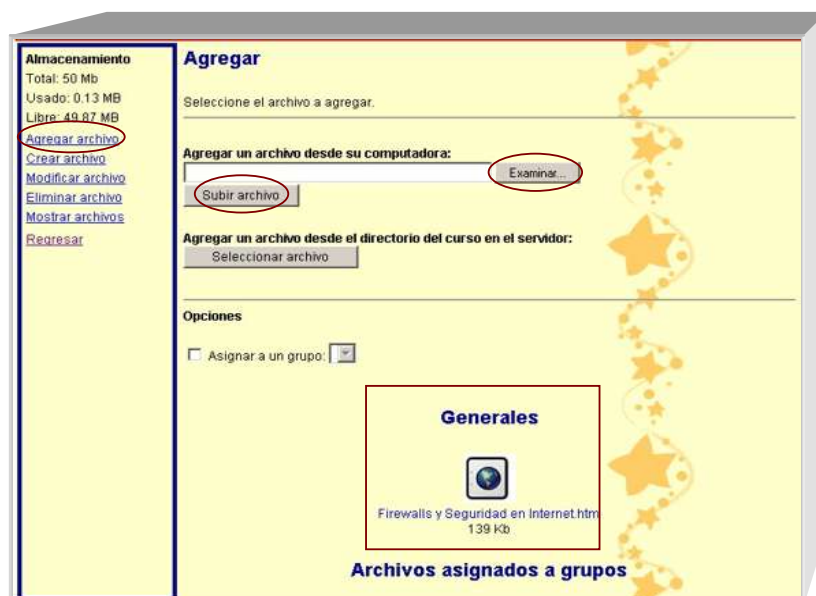 Almacenamiento
Total: 50 Mb
Usado: 0.13 MB
Libre: 49.87 MB
Agregar archivo
Crear archivo
Modificar archivo
Eliminar archivo
Mostrar archivos
Regresar
Agregar
Seleccione el archivo a agregar.
Agregar un archivo desde su computadora:
Examinar...
Subir archivo
Agregar un archivo desde el directorio del curso en el servidor:
Seleccionar archivo
Opciones
Asignar a un grupo:
Generales
Firewalls y Seguridad en Internet.htm
139 Kb
Archivos asignados a grupos